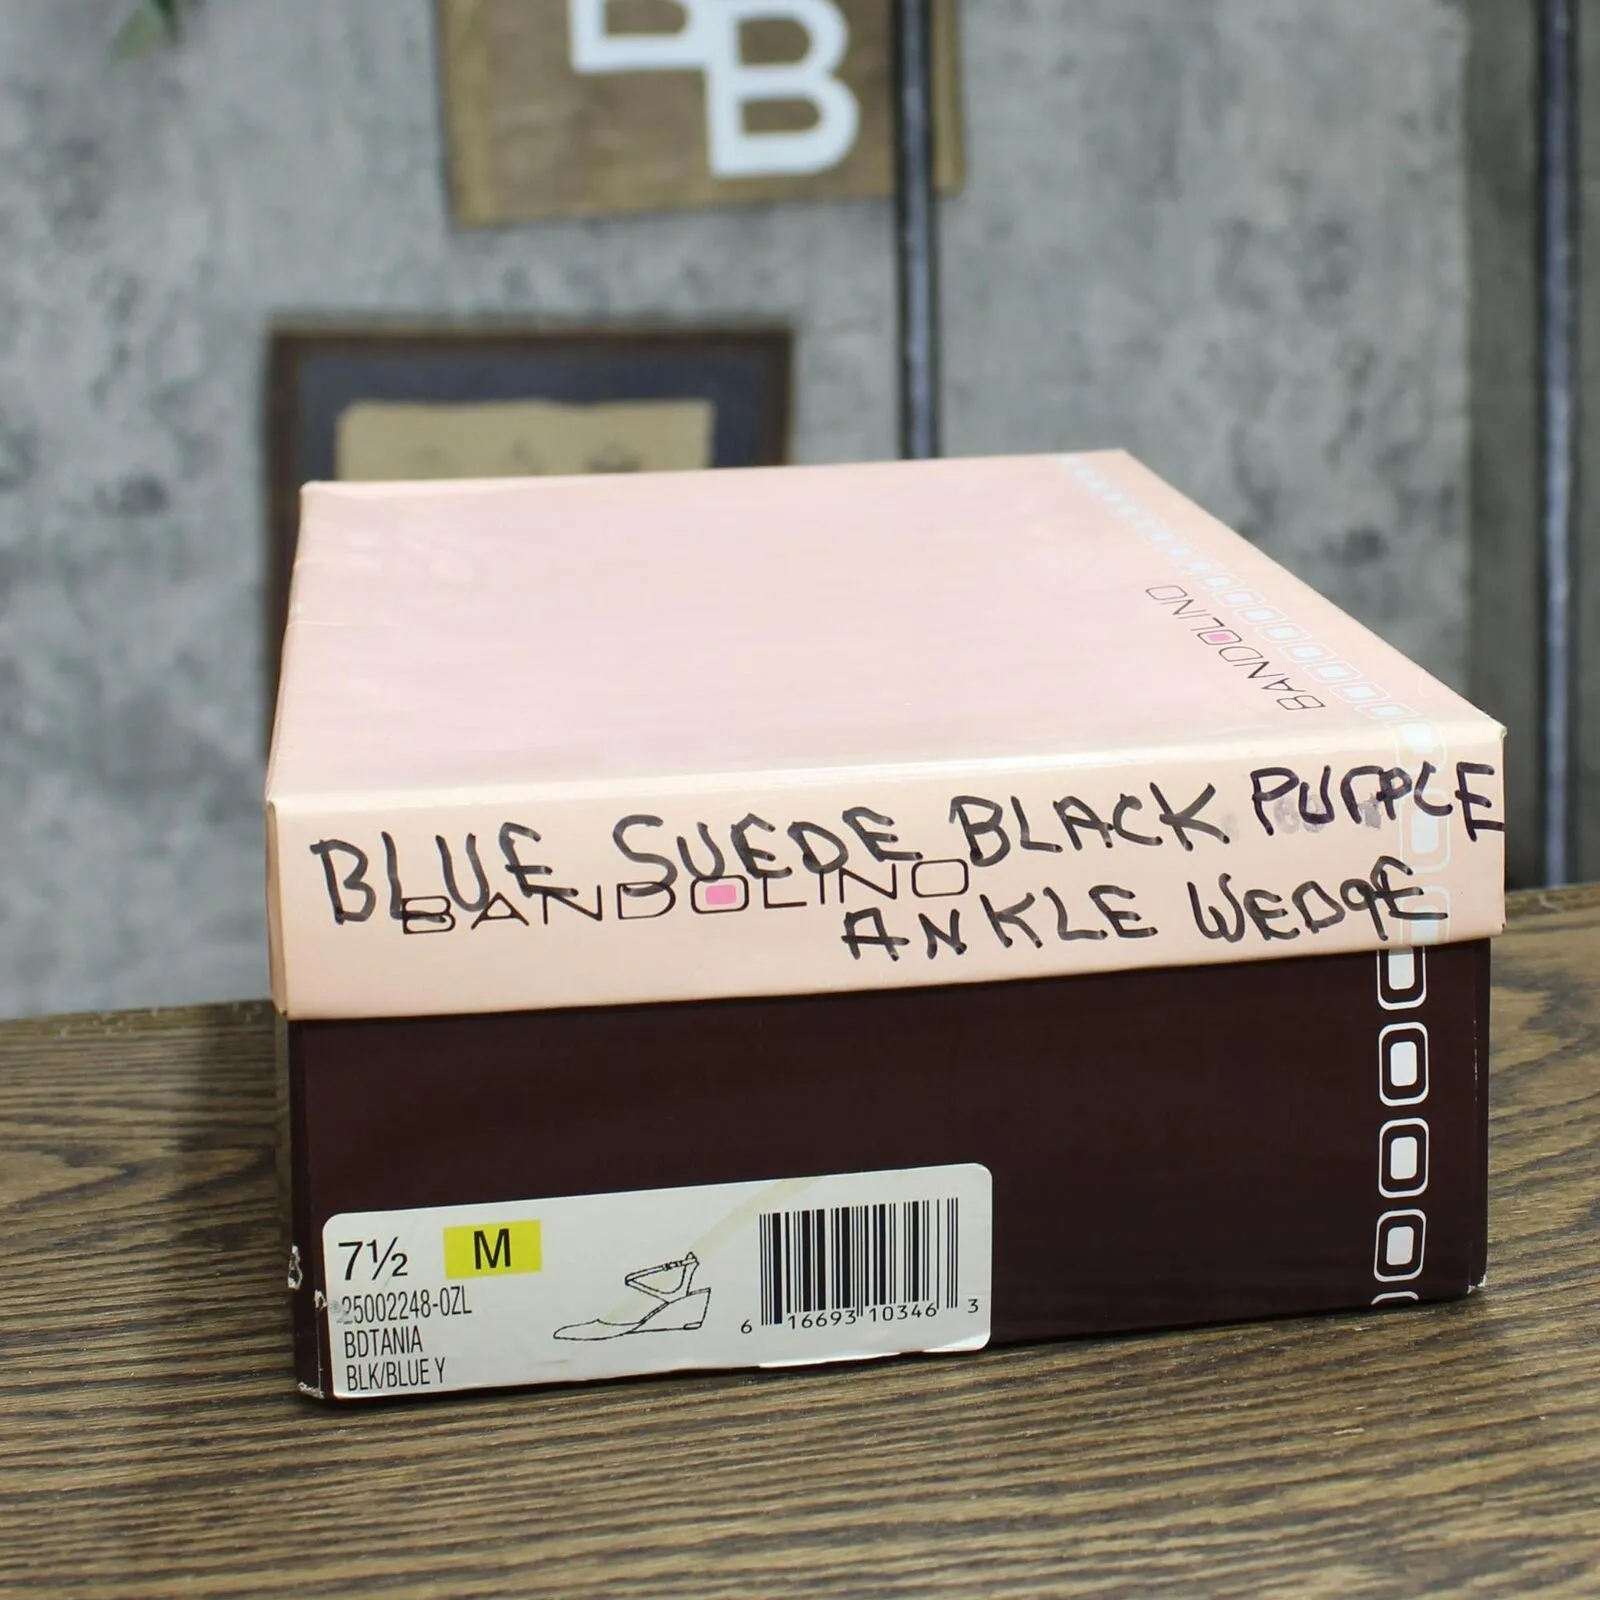 BB
BANDOLINO
BLUE SUEDE BLACK PURPLE
BANDOLINO
ANKLE WEDGE
7½ M
25002248-0ZL
BDTANIA
BLK/BLUE Y
6 16693 10346 3